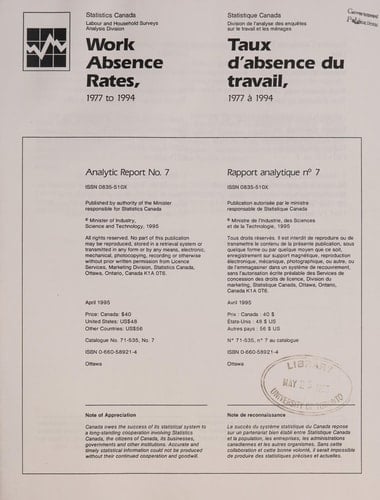 Statistics Canada
Labour and Household Surveys
Analysis Division
Work
Absence
Rates,
1977 to 1994
Statistique Canada
Division de l'analyse des enquêtes
sur le travail et les ménages
Taux
d'absence du
travail,
1977 à 1994
Government
Publications
Analytic Report No. 7
ISSN 0835-510X
Published by authority of the Minister
responsible for Statistics Canada
© Minister of Industry,
Science and Technology, 1995
All rights reserved. No part of this publication
may be reproduced, stored in a retrieval system or
transmitted in any form or by any means, electronic,
mechanical, photocopying, recording or otherwise
without prior written permission from Licence
Services, Marketing Division, Statistics Canada,
Ottawa, Ontario, Canada K1A 0T6.
April 1995
Price: Canada: $40
United States: US$48
Other Countries: US$56
Catalogue No. 71-535, No. 7
ISBN 0-660-58921-4
Ottawa
Rapport analytique n° 7
ISSN 0835-510X
Publication autorisée par le ministre
responsable de Statistique Canada
© Ministre de l'Industrie, des Sciences
et de la Technologie, 1995
Tous droits réservés. Il est interdit de reproduire ou de
transmettre le contenu de la présente publication, sous
quelque forme ou par quelque moyen que ce soit,
enregistrement sur support magnétique, reproduction
électronique, mécanique, photographique, ou autre, ou
de l'emmagasiner dans un système de recouvrement,
sans l'autorisation écrite préalable des Services de
concession des droits de licence, Division du
marketing, Statistique Canada, Ottawa, Ontario,
Canada K1A 0T6.
Avril 1995
Prix : Canada : 40 $
États-Unis : 48 $ US
Autres pays : 56 $ US
N° 71-535, n° 7 au catalogue
ISBN 0-660-58921-4
Ottawa
LIBRARY
MAY 25
UNIVERSITY OF TORONTO
Note of Appreciation
Canada owes the success of its statistical system to
a long-standing cooperation involving Statistics
Canada, the citizens of Canada, its businesses,
governments and other institutions. Accurate and
timely statistical information could not be produced
without their continued cooperation and goodwill.
Note de reconnaissance
Le succès du système statistique du Canada repose
sur un partenariat bien établi entre Statistique Canada
et la population, les entreprises, les administrations
canadiennes et les autres organismes. Sans cette
collaboration et cette bonne volonté, il serait impossible
de produire des statistiques précises et actuelles.